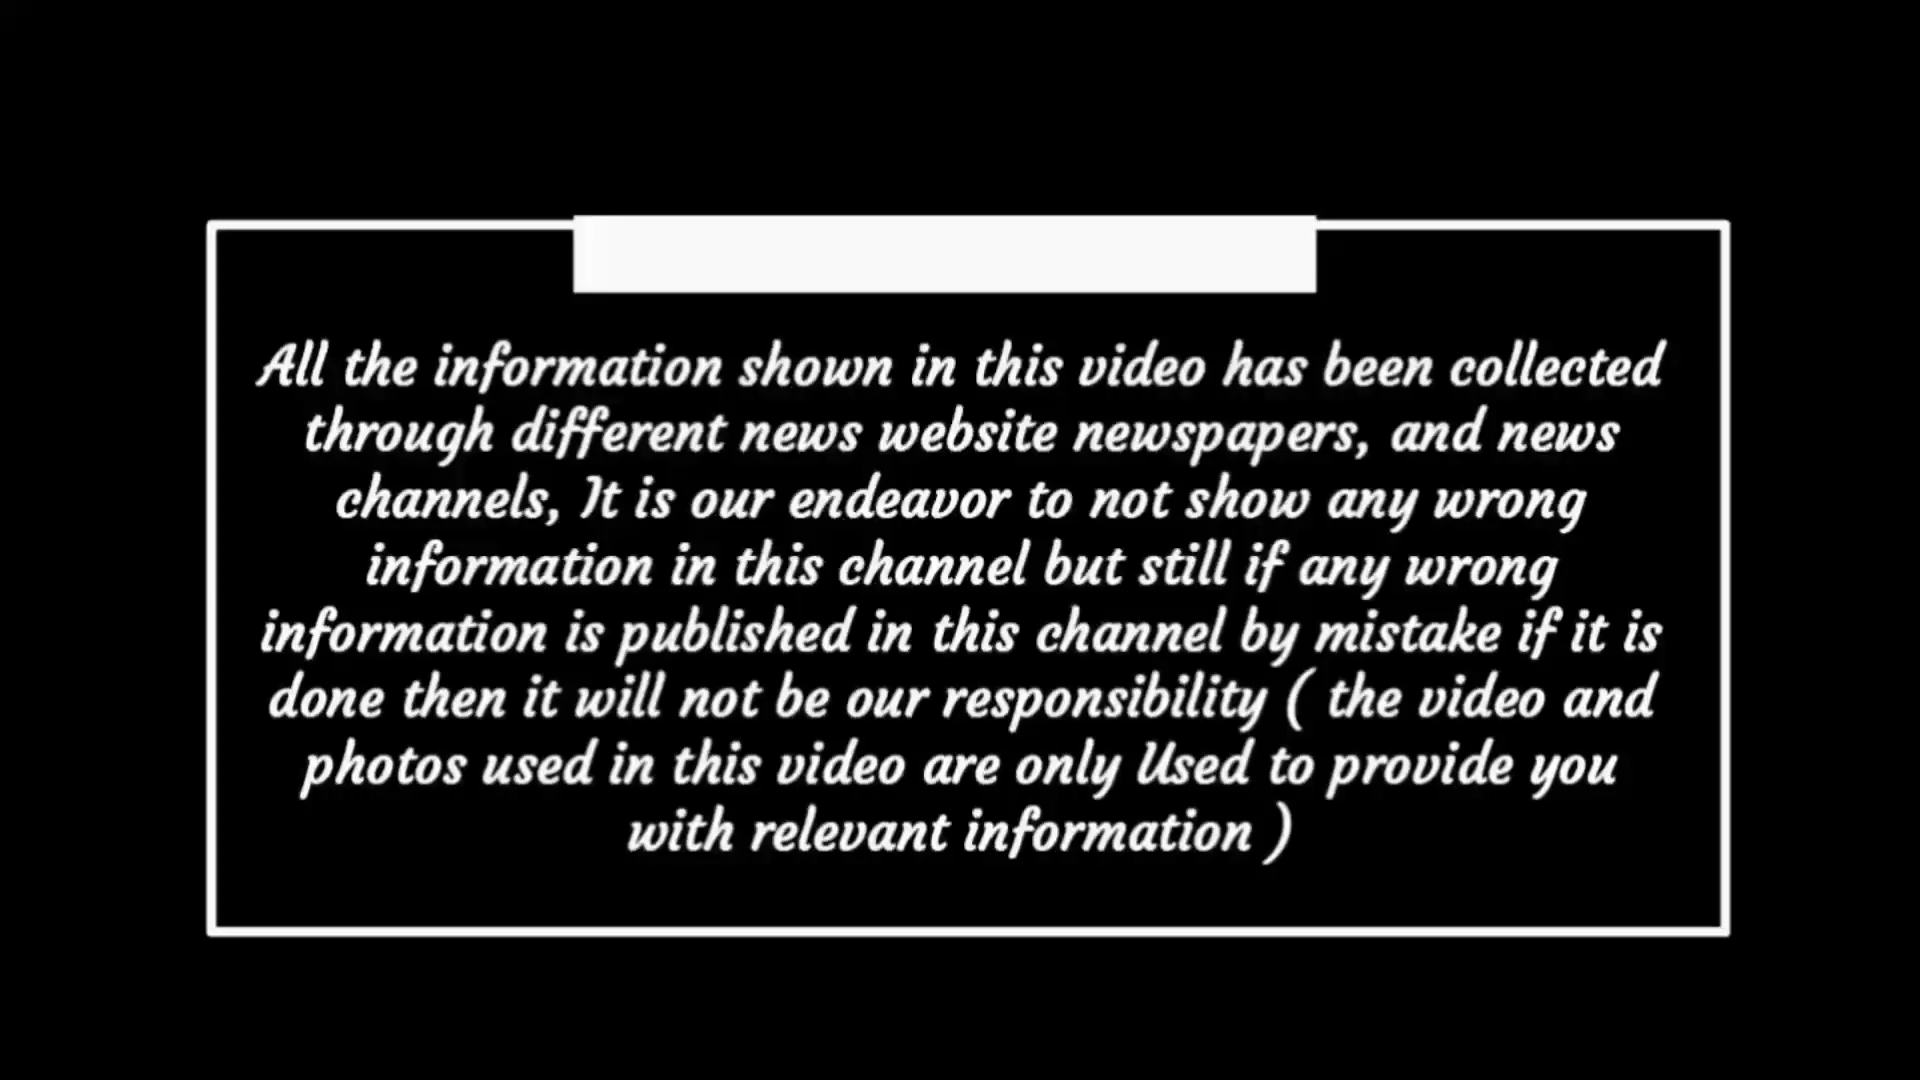 All the information shown in this video has been collected
through different news website newspapers, and news
channels, It is our endeavor to not show any wrong
information in this channel but still if any wrong
information is published in this channel by mistake if it is
done then it will not be our responsibility ( the video and
photos used in this video are only Used to provide you
with relevant information )